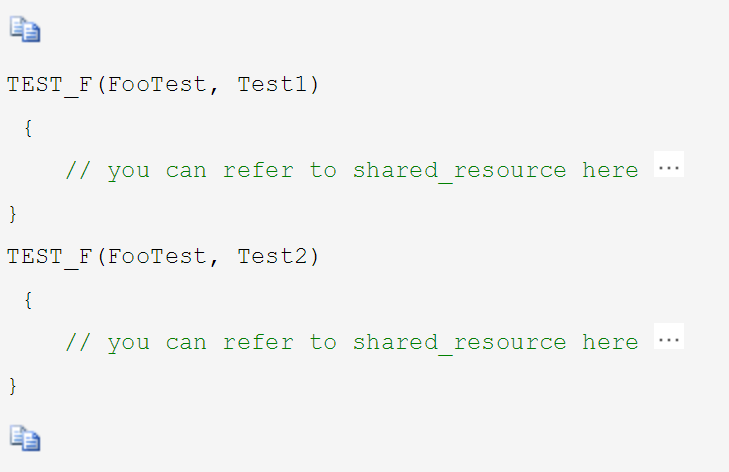 TEST_F(FooTest, Test1)
{
// you can refer to shared_resource here …
}
TEST_F(FooTest, Test2)
{
// you can refer to shared_resource here …
}